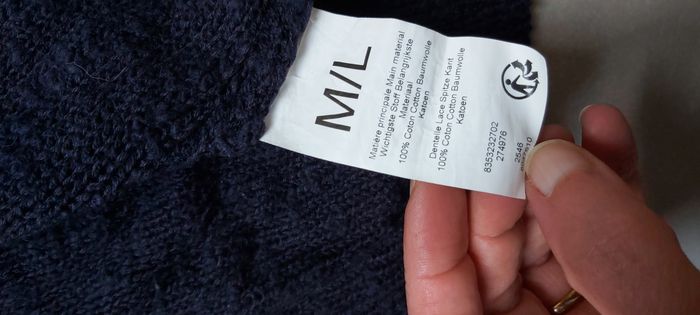 M/L
Matière principale Main material
Wichtigste Stoff Belangrijkste
Materiaal
100% Coton Cotton Baumwolle
Katoen
Dentelle Lace Spitze Kant
100% Coton Cotton Baumwolle
Katoen
8353232702
274976
2548